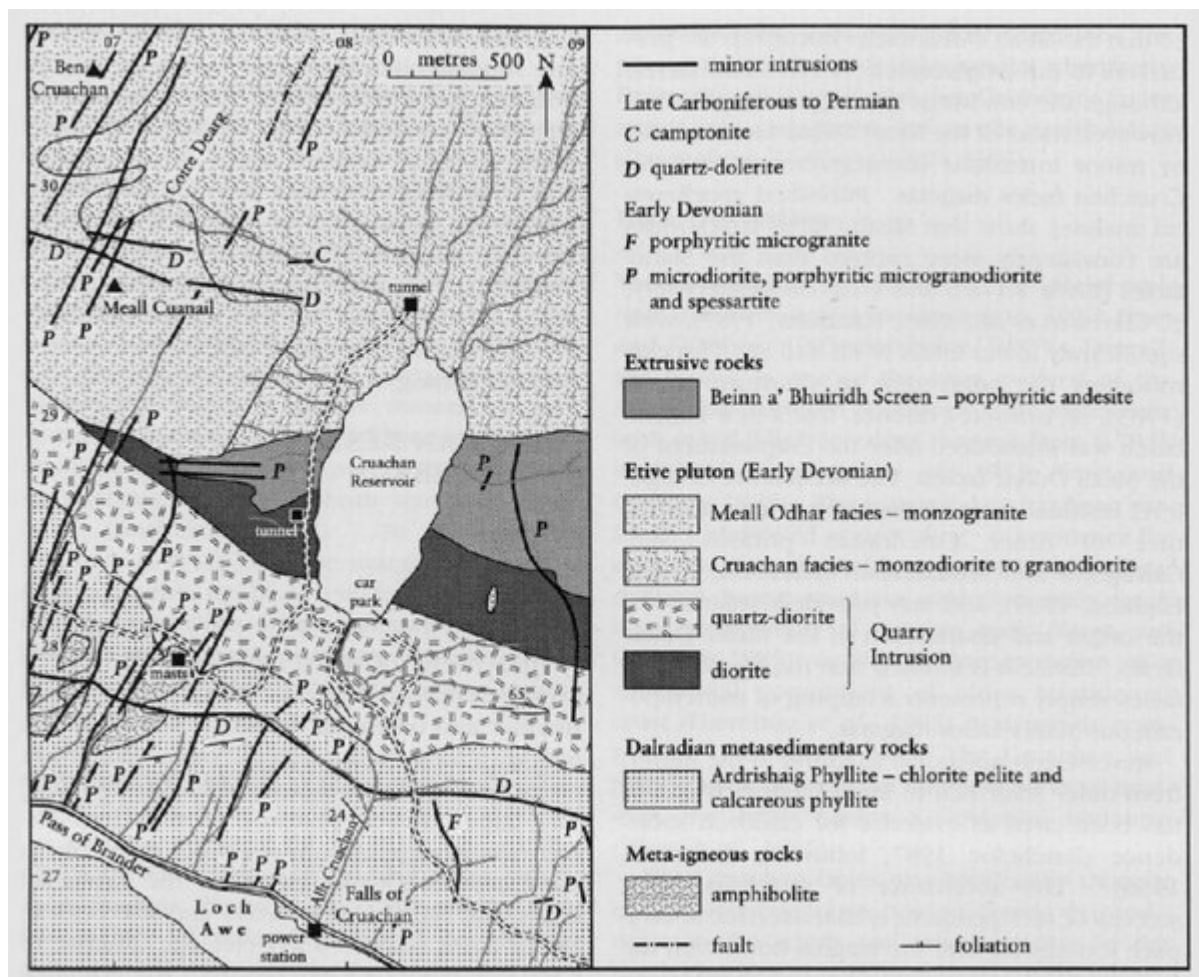 07
08
09
0 metres 500
N
P
P
P
Ben
Cruachan
P
P
P
P
Coire Dearg
30
P
P
D
D
C
P
tunnel
Meall Cuanail
D
P
P
P
29
P
P
P
Cruachan
Reservoir
P
P
tunnel
P
car
park
P
28
masts
65
D
30
P
D
P
24
F
Pass of Brander
Allt Cruachan
27
P
P
P
Loch
Awe
Falls of
Cruachan
P
D
P
power
station
minor intrusions
Late Carboniferous to Permian
C camptonite
D quartz-dolerite
Early Devonian
F porphyritic microgranite
P microdiorite, porphyritic microgranodiorite
and spessartite
Extrusive rocks
Beinn a' Bhuiridh Screen – porphyritic andesite
Etive pluton (Early Devonian)
Meall Odhar facies – monzogranite
Cruachan facies – monzodiorite to granodiorite
quartz-diorite
Quarry
Intrusion
diorite
Dalradian metasedimentary rocks
Ardrishaig Phyllite – chlorite pelite and
calcareous phyllite
Meta-igneous rocks
amphibolite
fault
foliation